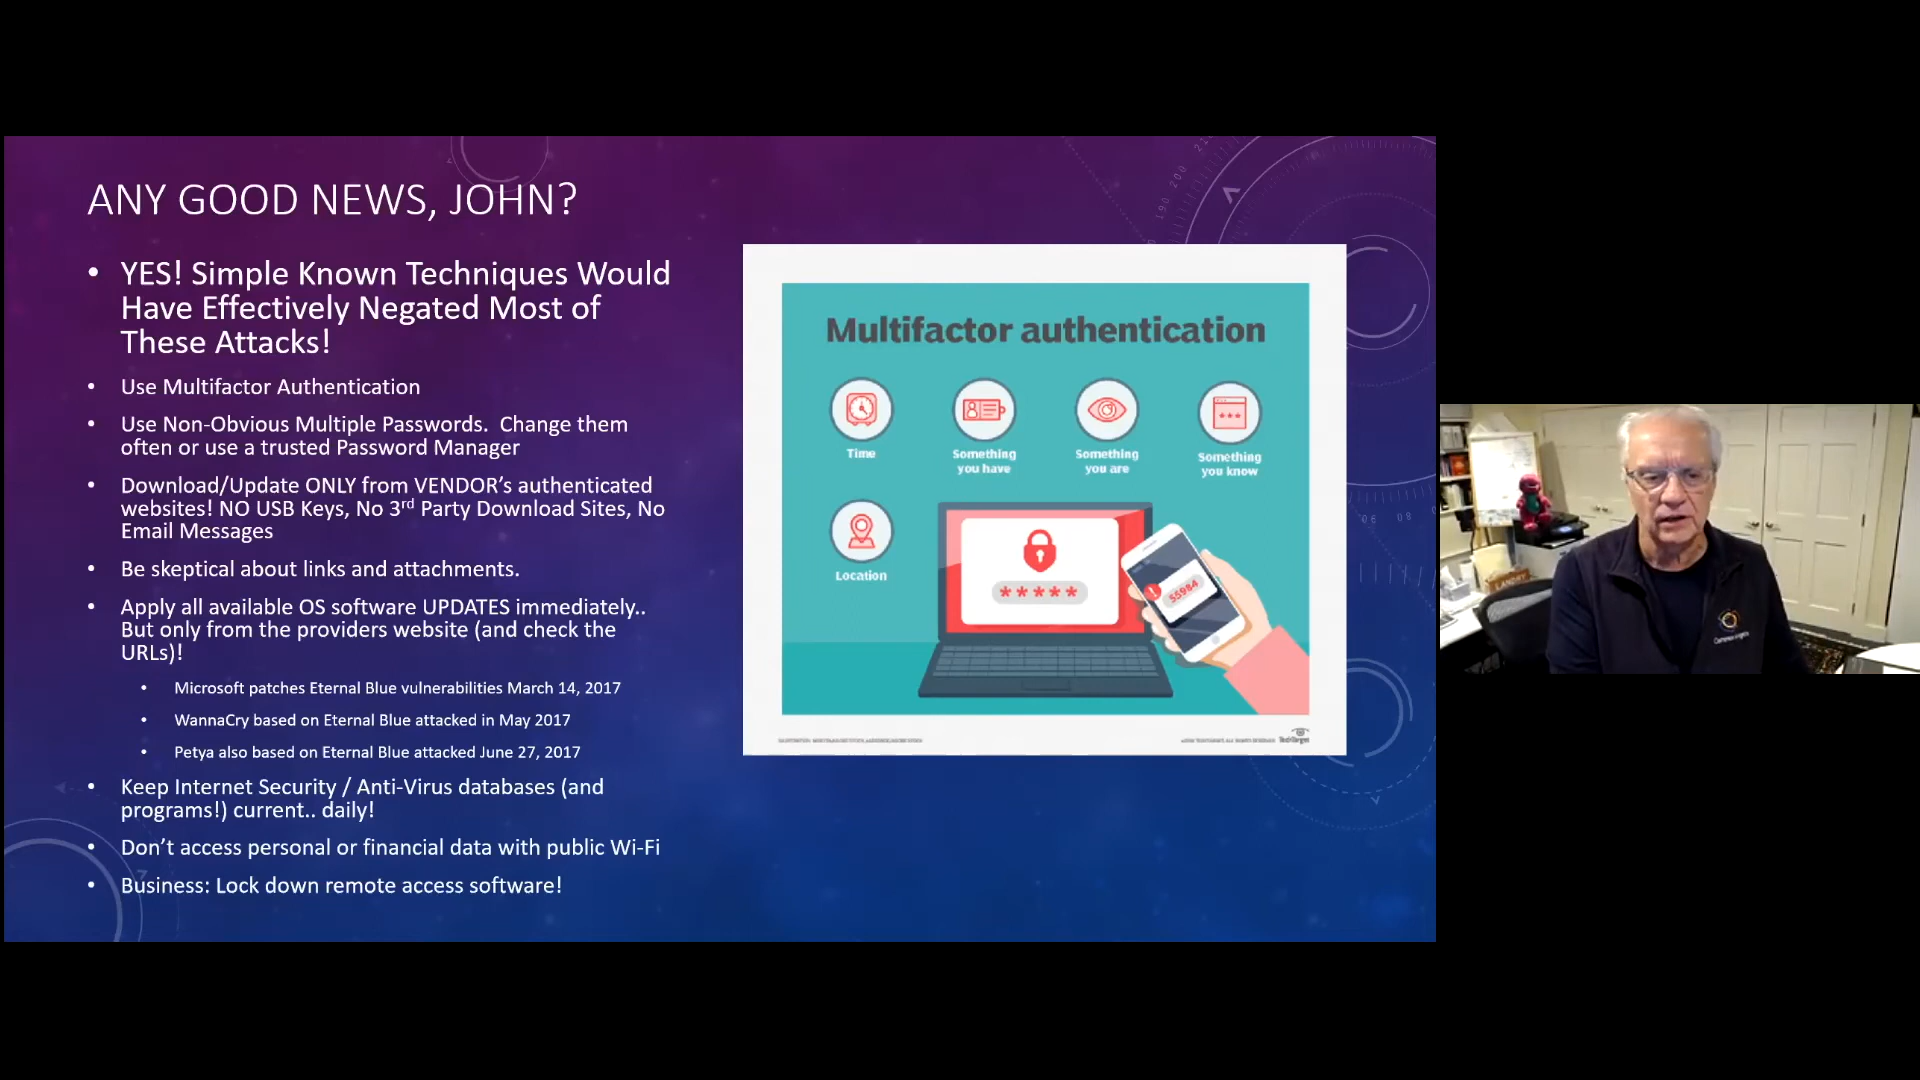 ANY GOOD NEWS, JOHN?
• YES! Simple Known Techniques Would
Have Effectively Negated Most of
These Attacks!
• Use Multifactor Authentication
• Use Non-Obvious Multiple Passwords.  Change them
often or use a trusted Password Manager
• Download/Update ONLY from VENDOR’s authenticated
websites! NO USB Keys, No 3rd Party Download Sites, No
Email Messages
• Be skeptical about links and attachments.
• Apply all available OS software UPDATES immediately..
But only from the providers website (and check the
URLs)!
• Microsoft patches Eternal Blue vulnerabilities March 14, 2017
• WannaCry based on Eternal Blue attacked in May 2017
• Petya also based on Eternal Blue attacked June 27, 2017
• Keep Internet Security / Anti-Virus databases (and
programs!) current.. daily!
• Don’t access personal or financial data with public Wi-Fi
• Business: Lock down remote access software!
Multifactor authentication
Time
Something
you have
Something
you are
Something
you know
Location
*****
55984
TechTarget
LANDRY
190 200 210